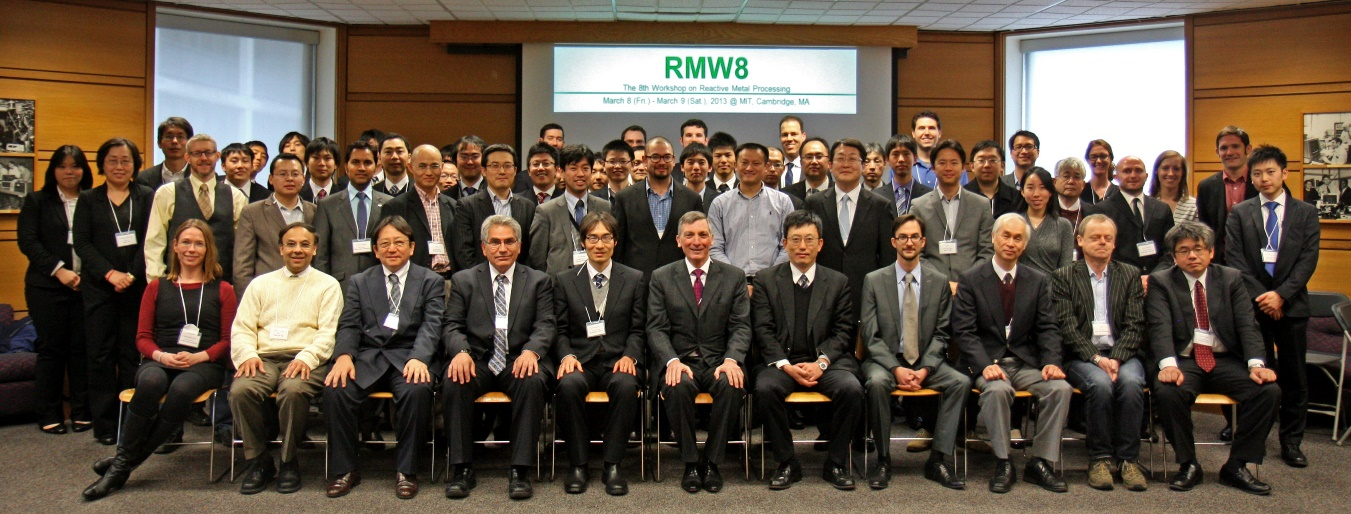 RMW8
The 8th Workshop on Reactive Metal Processing
March 8 (Fri.) - March 9 (Sat.), 2013 @ MIT, Cambridge, MA